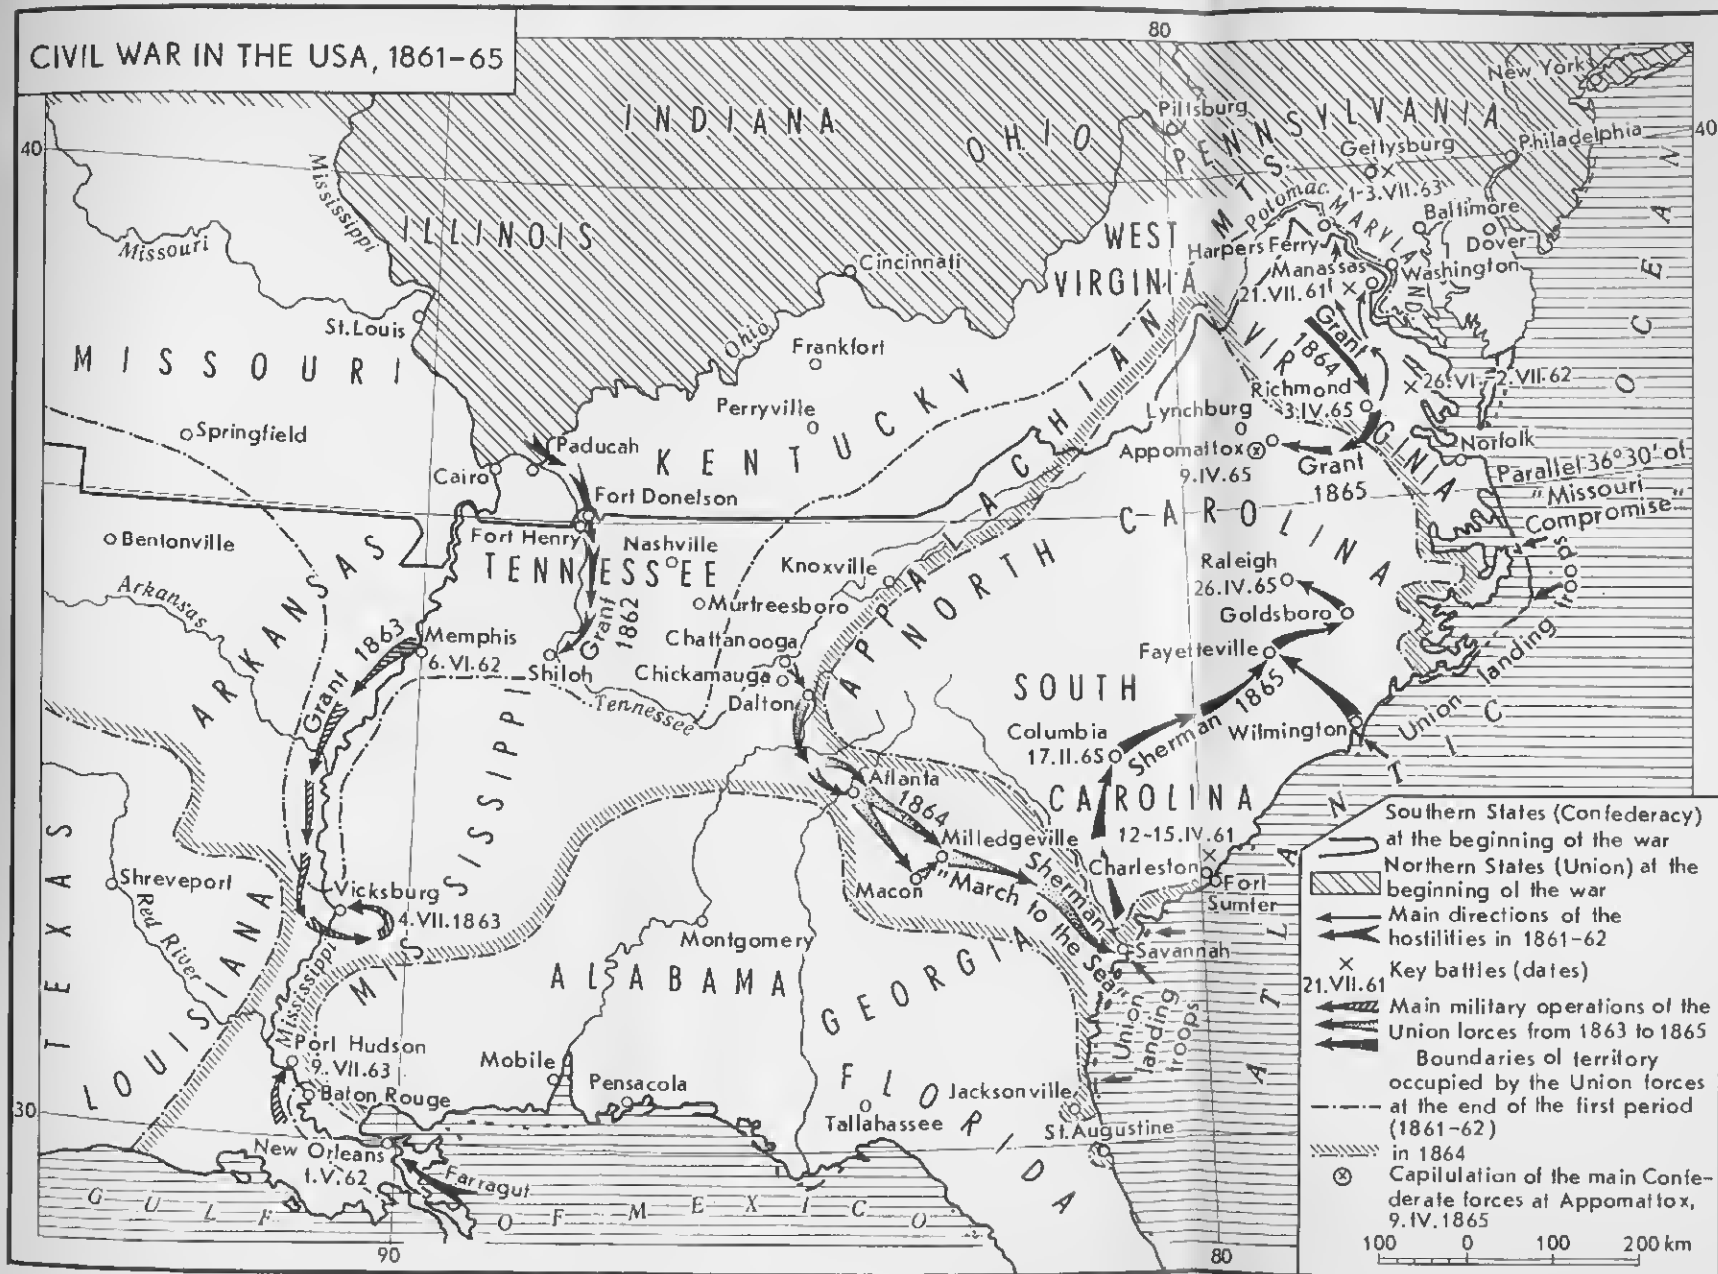 CIVIL WAR IN THE USA, 1861-65
80
New York
INDIANA
OHIO
Pittsburg
PENNSYLVANIA
Philadelphia
40
40
Gettysburg
1-3.VII.63
Mississippi
Missouri
ILLINOIS
Potomac
MARYLAND
Baltimore
Dover
WEST
VIRGINIA
Harpers Ferry
Manassas
21.VII.61
Washington
Cincinnati
St.Louis
Ohio
MISSOURI
Frankfort
Perryville
KENTUCKY
Springfield
Paducah
Cairo
Fort Donelson
Fort Henry
VIRGINIA
Grant
1864
Richmond
3.IV.65
26.VI.-2.VII.62
Lynchburg
Appomattox
9.IV.65
Grant
1865
Norfolk
Parallel 36°30' of
"Missouri
Compromise"
APPALACHIAN MTS.
Bentonville
Arkansas
ARKANSAS
TENNESSEE
Nashville
Knoxville
Murtreesboro
Chattanooga
Chickamauga
Dalton
Tennessee
Grant
1862
Shiloh
Memphis
6.VI.62
Grant 1863
NORTH CAROLINA
Raleigh
26.IV.65
Goldsboro
Fayetteville
Wilmington
Union landing troops
SOUTH
CAROLINA
Columbia
17.II.65
Sherman 1865
12-15.IV.61
Charleston
Fort
Sumter
Atlanta
1864
Milledgeville
Macon
Sherman
"March to the Sea"
Savannah
Union
landing
troops
MISSISSIPPI
TEXAS
Shreveport
Red River
LOUISIANA
Vicksburg
4.VII.1863
Mississippi
Montgomery
ALABAMA
GEORGIA
Port Hudson
9.VII.63
Baton Rouge
Mobile
Pensacola
FLORIDA
Tallahassee
Jacksonville
St.Augustine
30
New Orleans
1.V.62
Farragut
GULF OF MEXICO
ATLANTIC OCEAN
90
80
Southern States (Confederacy)
at the beginning of the war
Northern States (Union) at the
beginning of the war
Main directions of the
hostilities in 1861-62
21.VII.61
Key battles (dates)
Main military operations of the
Union forces from 1863 to 1865
Boundaries of territory
occupied by the Union forces
at the end of the first period
(1861-62)
in 1864
Capilulation of the main Confe-
derate forces at Appomattox,
9.IV.1865
100 0 100 200 km